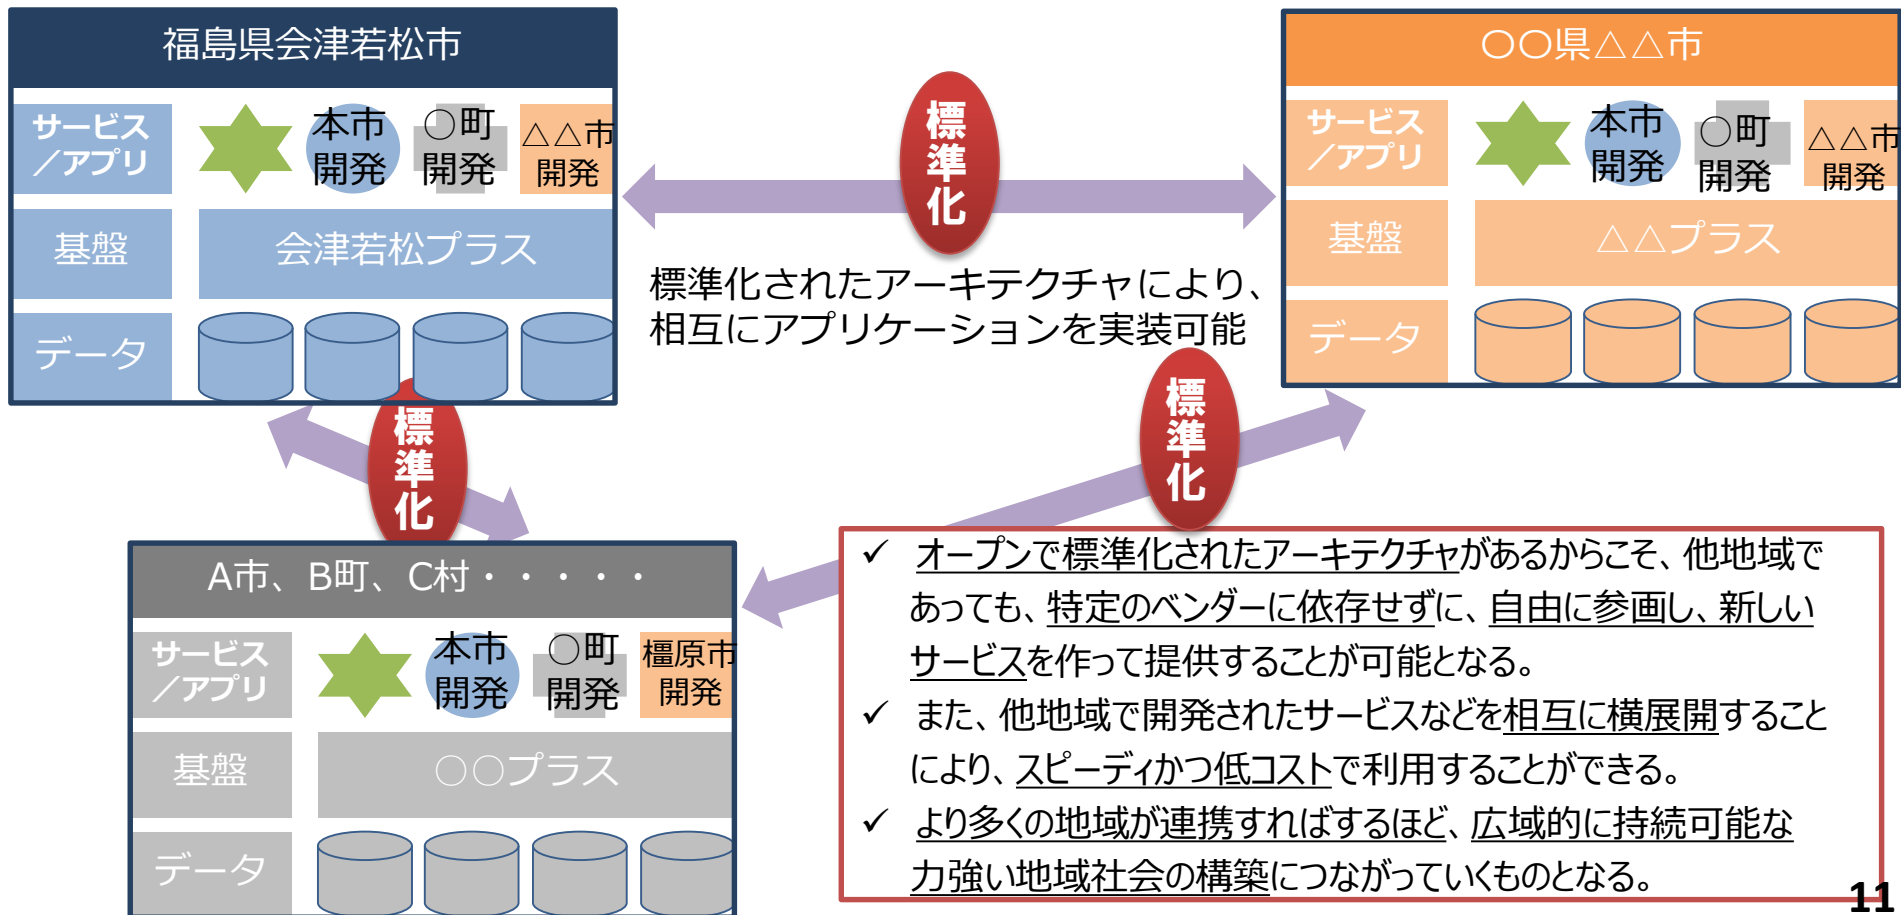 福島県会津若松市
サービス
／アプリ
本市
開発
〇町
開発
△△市
開発
基盤
会津若松プラス
データ
標準化
標準化されたアーキテクチャにより、
相互にアプリケーションを実装可能
〇〇県△△市
サービス
／アプリ
本市
開発
〇町
開発
△△市
開発
基盤
△△プラス
データ
標準化
標準化
A市、B町、C村・・・・・
サービス
／アプリ
本市
開発
〇町
開発
橿原市
開発
基盤
〇〇プラス
データ
✓ オープンで標準化されたアーキテクチャがあるからこそ、他地域で
あっても、特定のベンダーに依存せずに、自由に参画し、新しい
サービスを作って提供することが可能となる。
✓ また、他地域で開発されたサービスなどを相互に横展開すること
により、スピーディかつ低コストで利用することができる。
✓ より多くの地域が連携すればするほど、広域的に持続可能な
力強い地域社会の構築につながっていくものとなる。
11